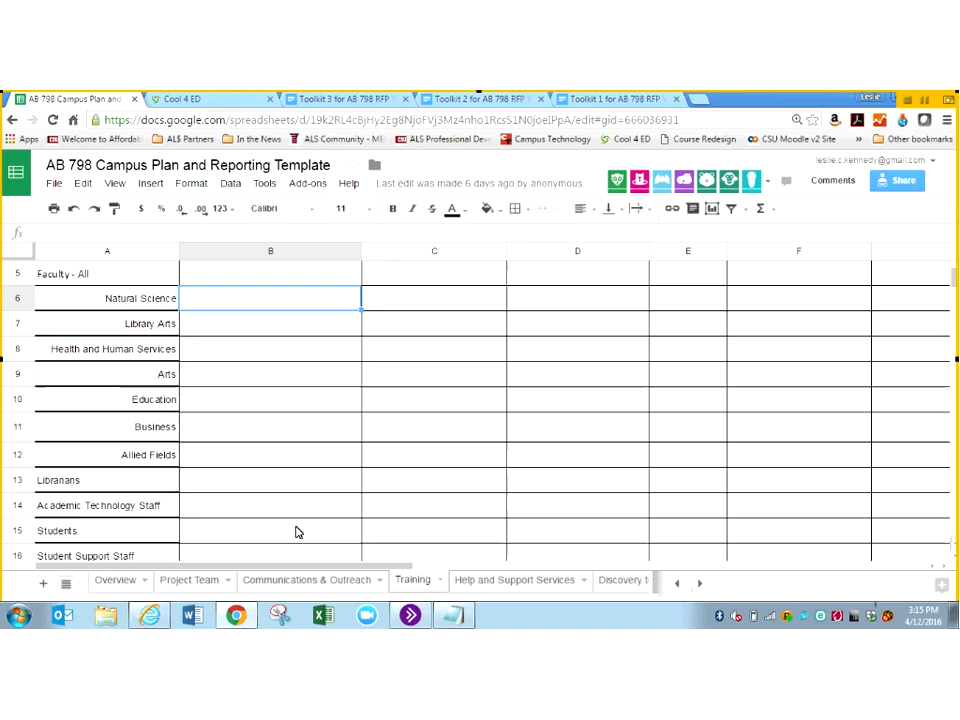 AB 798 Campus Plan and
Cool 4 ED
Toolkit 3 for AB 798 RFP
Toolkit 2 for AB 798 RFP
Toolkit 1 for AB 798 RFP
Leslie
https://docs.google.com/spreadsheets/d/19k2RL4cBjHy2Eg8NjoFVj3Mz4nho1RcsS1N0joeIPpA/edit#gid=666036931
Apps
Welcome to Affordab
ALS Partners
In the News
ALS Community - ME
ALS Professional Dev
Campus Technology
Cool 4 ED
Course Redesign
CSU Moodle v2 Site
»
Other bookmarks
AB 798 Campus Plan and Reporting Template
leslie.c.kennedy@gmail.com
File Edit View Insert Format Data Tools Add-ons Help
Last edit was made 6 days ago by anonymous
Comments
Share
$ % .0 .00 123 Calibri 11 B I S A Σ
fx
A B C D E F
5 Faculty - All
6 Natural Science
7 Library Arts
8 Health and Human Services
9 Arts
10 Education
11 Business
12 Allied Fields
13 Librarians
14 Academic Technology Staff
15 Students
16 Student Support Staff
+ Overview Project Team Communications & Outreach Training Help and Support Services Discovery
3:15 PM
4/12/2016